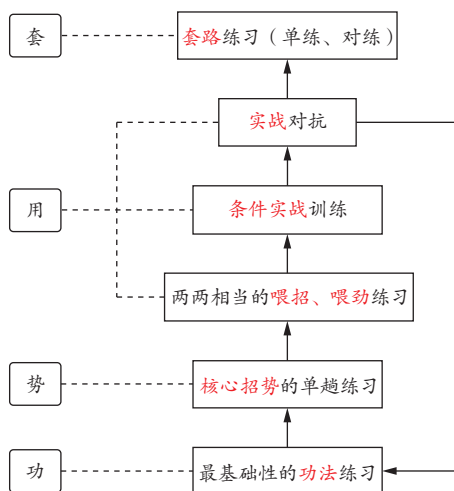 套
套路练习（单练、对练）
实战对抗
用
条件实战训练
两两相当的喂招、喂劲练习
势
核心招势的单趟练习
功
最基础性的功法练习